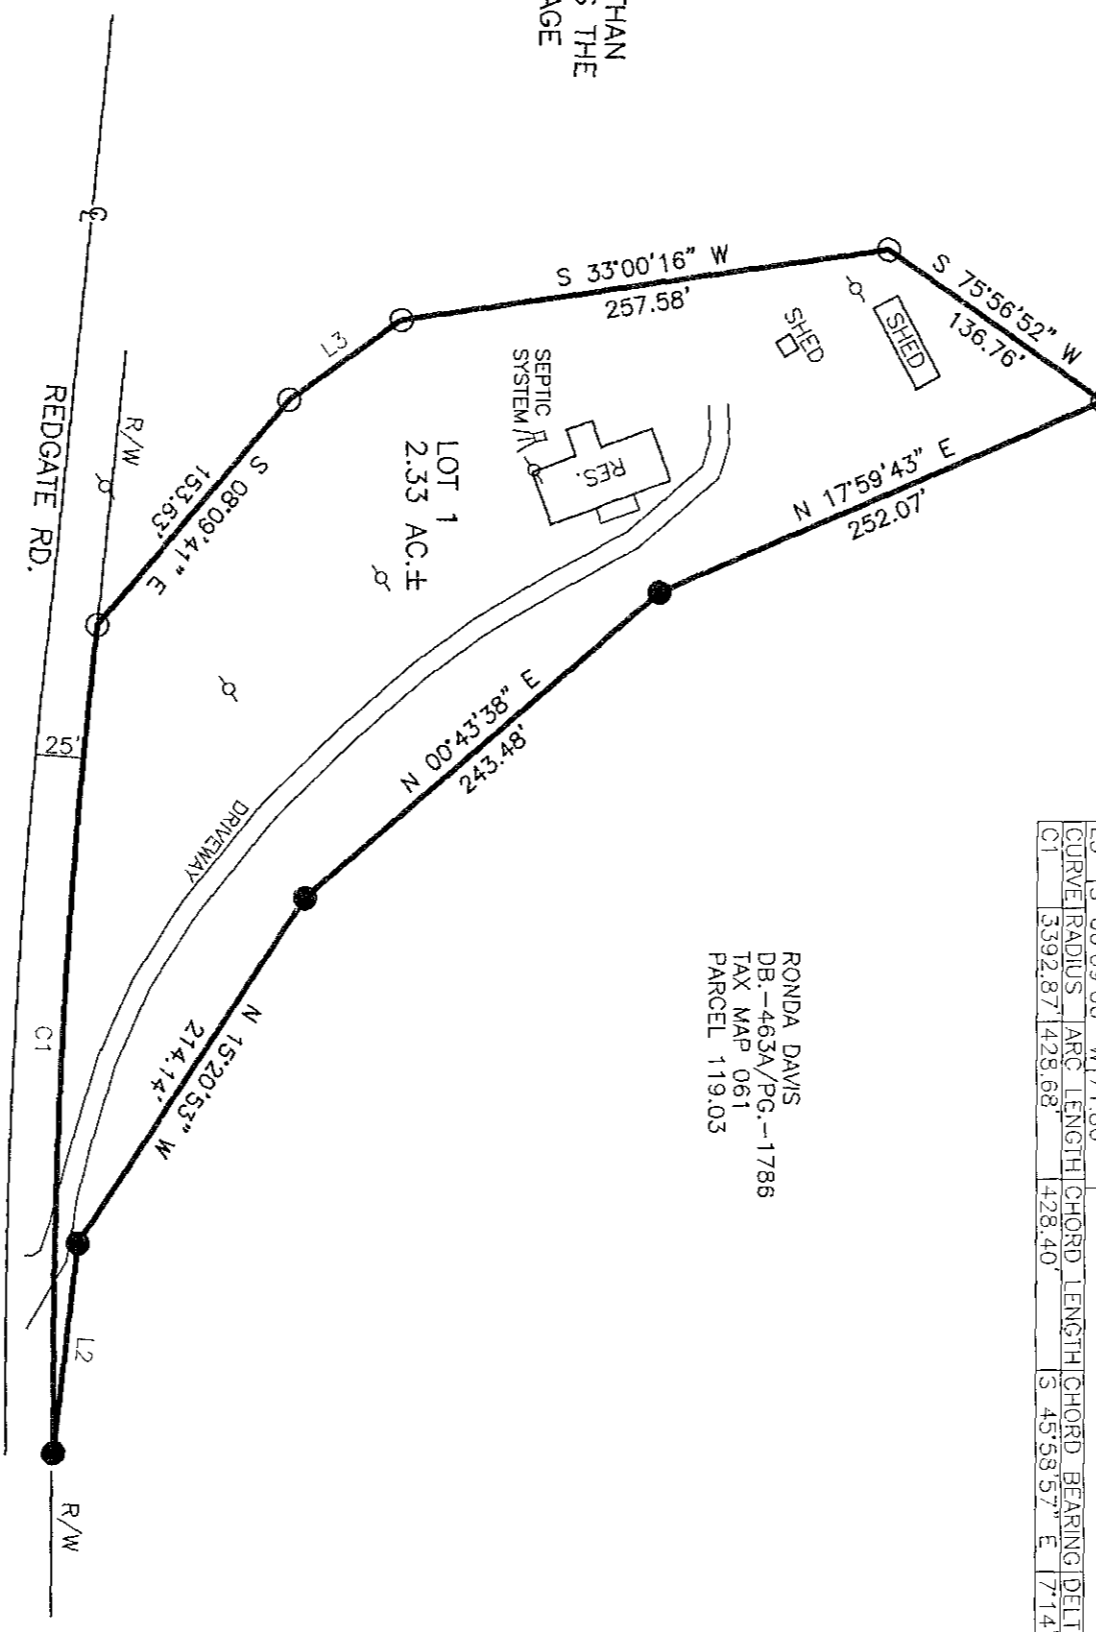 THAN
THE
AGE
S 75°56'52" W
136.76'
SHED
SHED
S 33°00'16" W
257.58'
L3
SEPTIC
SYSTEM
RES.
N 17°59'43" E
252.07'
LOT 1
2.33 AC.±
S 08°09'41" E
153.63'
R/W
REDGATE RD.
25'
N 00°43'38" E
243.48'
DRIVEWAY
C1
N 15°20'53" W
214.14'
L2
R/W
RONDA DAVIS
DB.-463A/PG.-1786
TAX MAP 061
PARCEL 119.03
CURVE RADIUS ARC LENGTH CHORD LENGTH CHORD BEARING DELT
C1 3392.87' 428.68' 428.40' S 45°58'57" E 7°14'